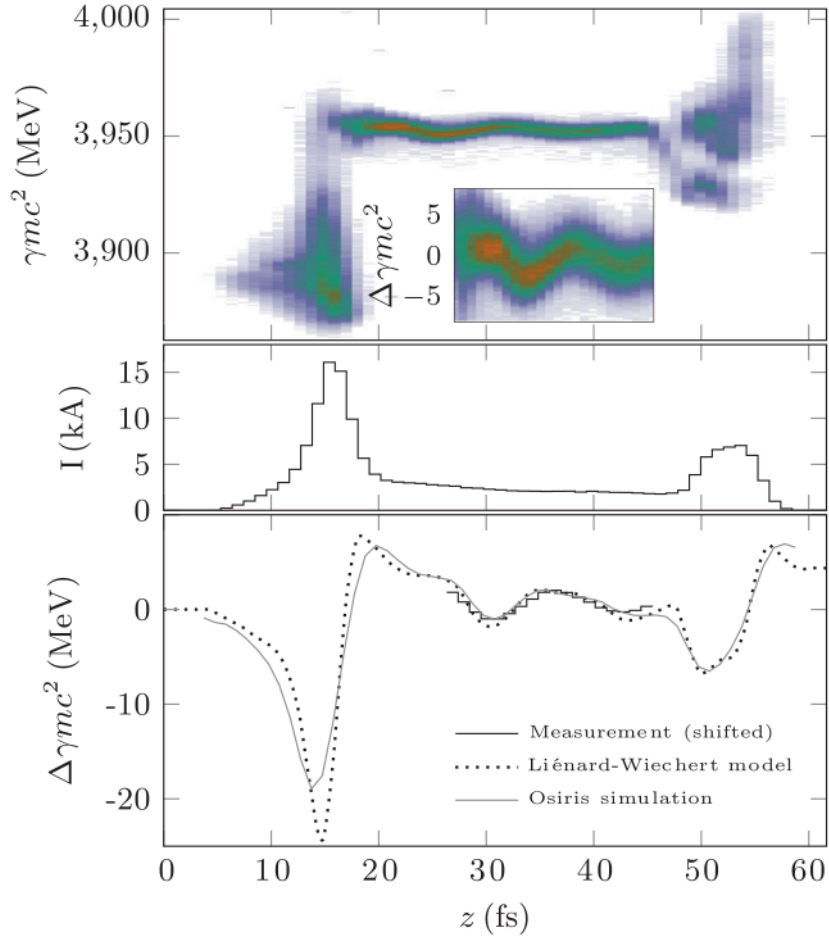 4,000
3,950
3,900
γmc² (MeV)
Δγmc²
5
0
−5
15
10
5
0
I (kA)
0
-10
-20
Δγmc² (MeV)
Measurement (shifted)
Liénard-Wiechert model
Osiris simulation
0 10 20 30 40 50 60
z (fs)